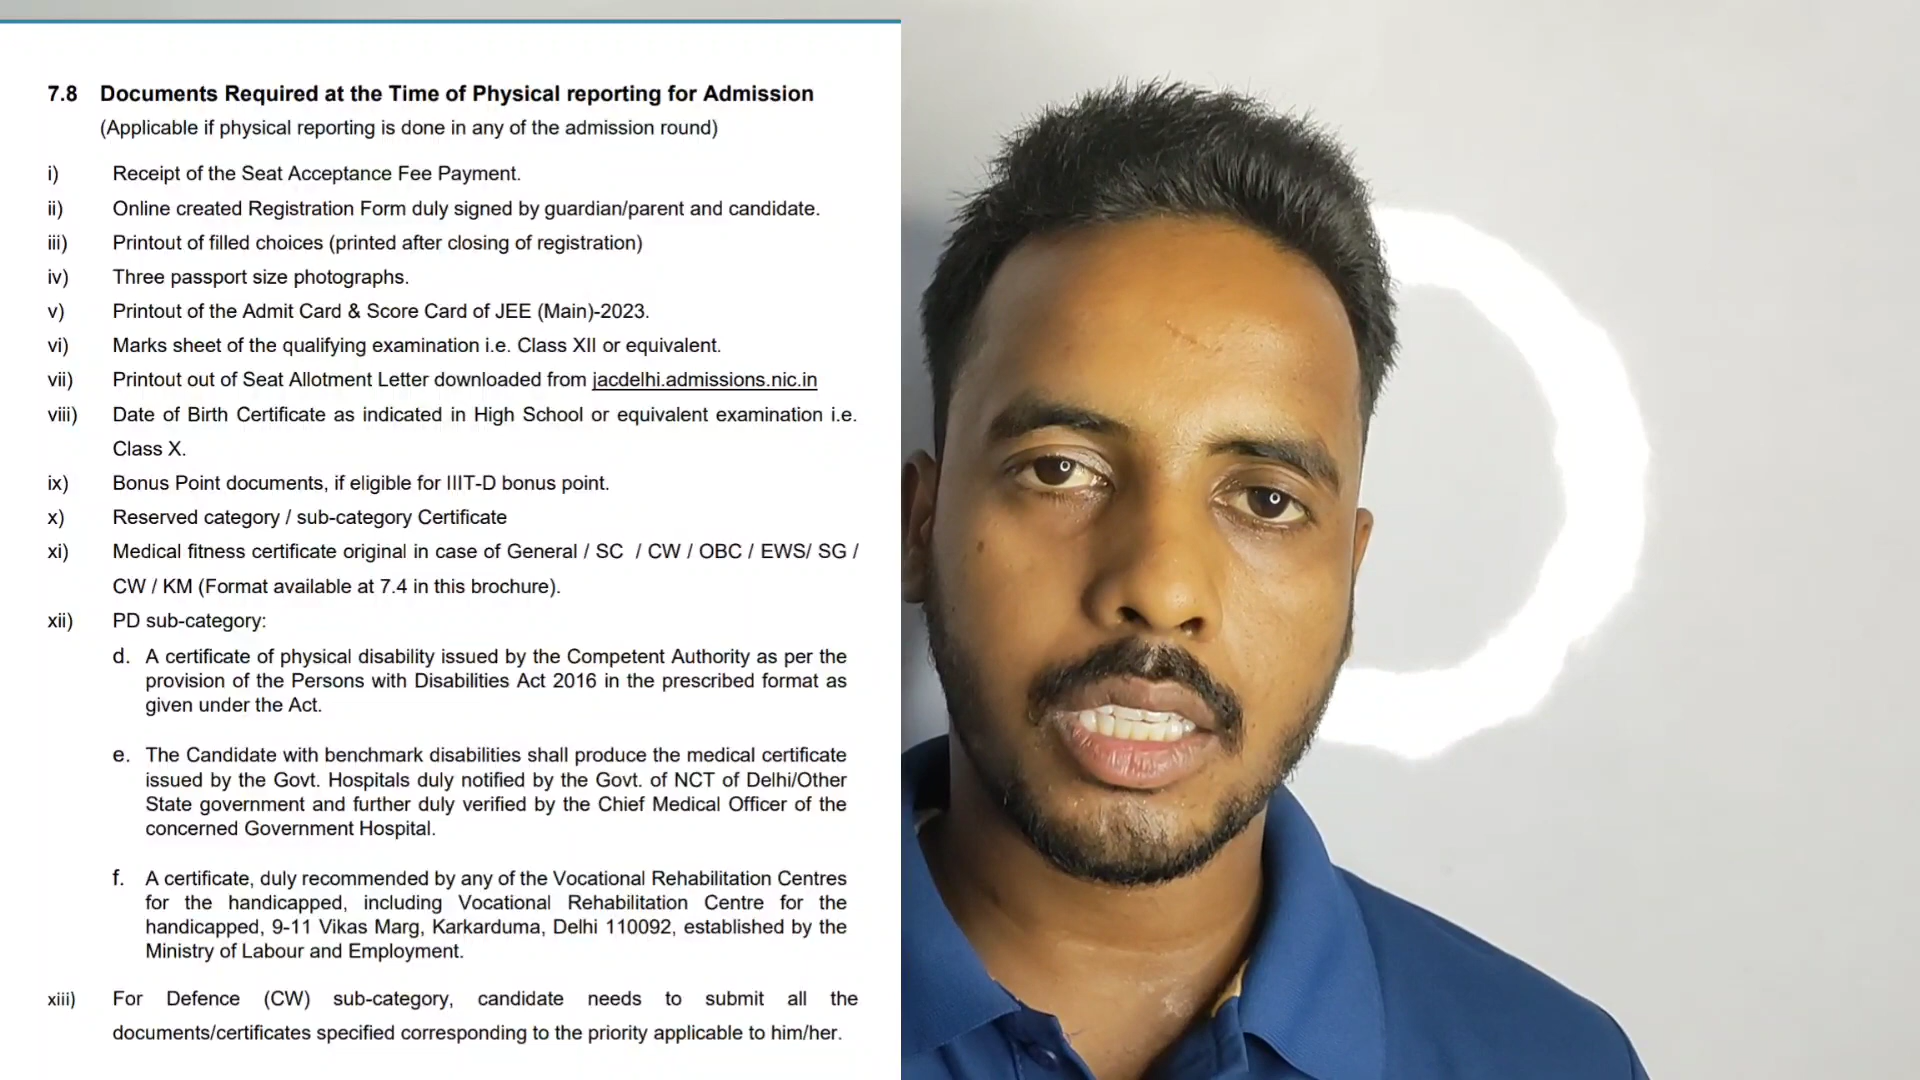 7.8 Documents Required at the Time of Physical reporting for Admission
(Applicable if physical reporting is done in any of the admission round)
i) Receipt of the Seat Acceptance Fee Payment.
ii) Online created Registration Form duly signed by guardian/parent and candidate.
iii) Printout of filled choices (printed after closing of registration)
iv) Three passport size photographs.
v) Printout of the Admit Card & Score Card of JEE (Main)-2023.
vi) Marks sheet of the qualifying examination i.e. Class XII or equivalent.
vii) Printout out of Seat Allotment Letter downloaded from jacdelhi.admissions.nic.in
viii) Date of Birth Certificate as indicated in High School or equivalent examination i.e.
Class X.
ix) Bonus Point documents, if eligible for IIIT-D bonus point.
x) Reserved category / sub-category Certificate
xi) Medical fitness certificate original in case of General / SC / CW / OBC / EWS/ SG /
CW / KM (Format available at 7.4 in this brochure).
xii) PD sub-category:
d. A certificate of physical disability issued by the Competent Authority as per the
provision of the Persons with Disabilities Act 2016 in the prescribed format as
given under the Act.
e. The Candidate with benchmark disabilities shall produce the medical certificate
issued by the Govt. Hospitals duly notified by the Govt. of NCT of Delhi/Other
State government and further duly verified by the Chief Medical Officer of the
concerned Government Hospital.
f. A certificate, duly recommended by any of the Vocational Rehabilitation Centres
for the handicapped, including Vocational Rehabilitation Centre for the
handicapped, 9-11 Vikas Marg, Karkarduma, Delhi 110092, established by the
Ministry of Labour and Employment.
xiii) For Defence (CW) sub-category, candidate needs to submit all the
documents/certificates specified corresponding to the priority applicable to him/her.